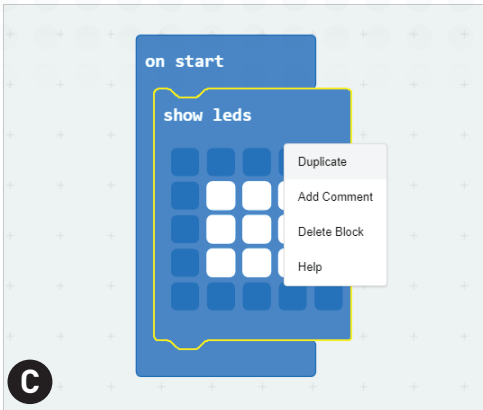 on start
show leds
Duplicate
Add Comment
Delete Block
Help
C